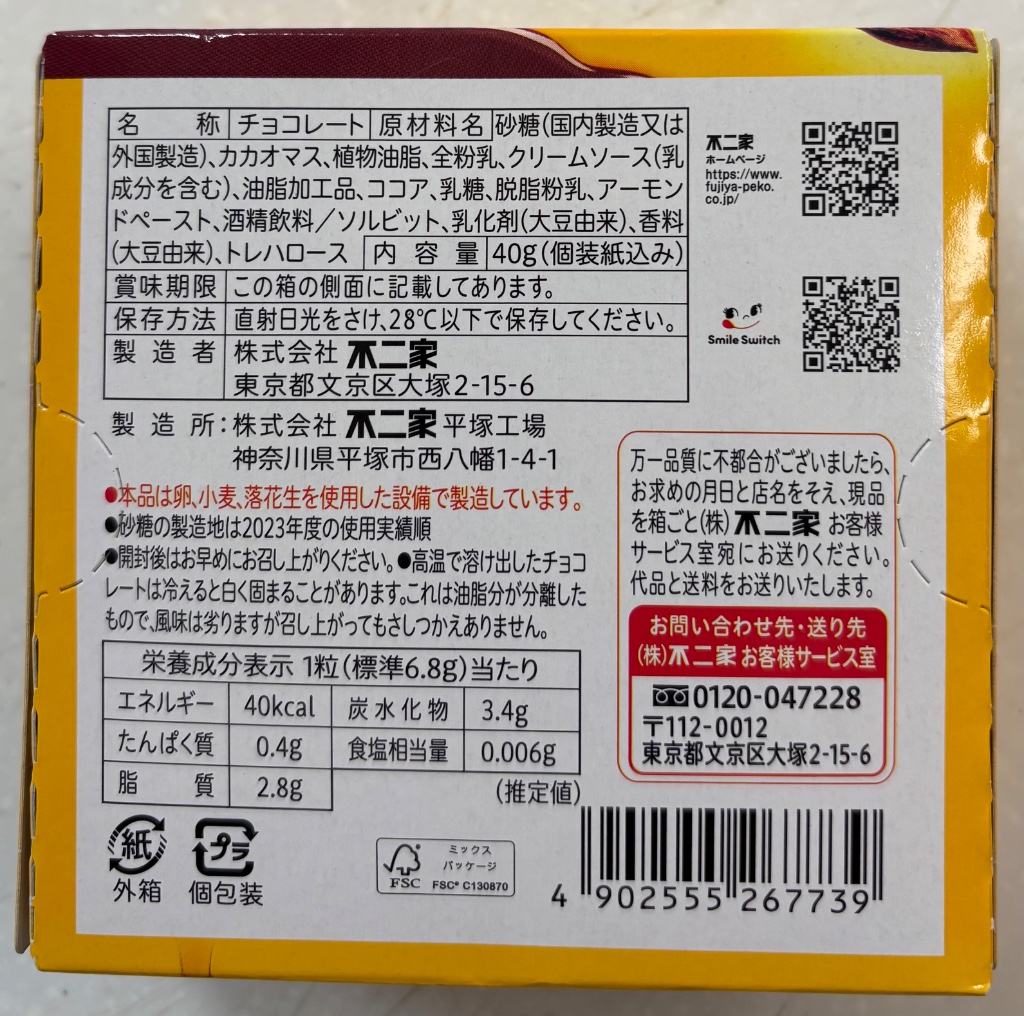 名 称 チョコレート 原材料名 砂糖(国内製造又は
外国製造)、カカオマス、植物油脂、全粉乳、クリームソース(乳
成分を含む)、油脂加工品、ココア、乳糖、脱脂粉乳、アーモン
ドペースト、酒精飲料/ソルビット、乳化剤(大豆由来)、香料
(大豆由来)、トレハロース 内容量 40g(個装紙込み)
賞味期限 この箱の側面に記載してあります。
保存方法 直射日光をさけ、28℃以下で保存してください。
製造者 株式会社 不二家
東京都文京区大塚2-15-6
製造所:株式会社 不二家 平塚工場
神奈川県平塚市西八幡1-4-1
●本品は卵、小麦、落花生を使用した設備で製造しています。
●砂糖の製造地は2023年度の使用実績順
●開封後はお早めにお召し上がりください。●高温で溶け出したチョコ
レートは冷えると白く固まることがあります。これは油脂分が分離した
もので、風味は劣りますが召し上がってもさしつかえありません。
栄養成分表示 1粒(標準6.8g)当たり
エネルギー 40kcal 炭水化物 3.4g
たんぱく質 0.4g 食塩相当量 0.006g
脂質 2.8g (推定値)
紙
外箱
プラ
個包装
FSC
ミックス
パッケージ
FSC® C130870
不二家
ホームページ
https://www.
fujiya-peko.
co.jp/
Smile Switch
万一品質に不都合がございましたら、
お求めの月日と店名をそえ、現品
を箱ごと(株)不二家 お客様
サービス室宛にお送りください。
代品と送料をお送りいたします。
お問い合わせ先・送り先
(株)不二家 お客様サービス室
0120-047228
〒112-0012
東京都文京区大塚2-15-6
4 902555 267739